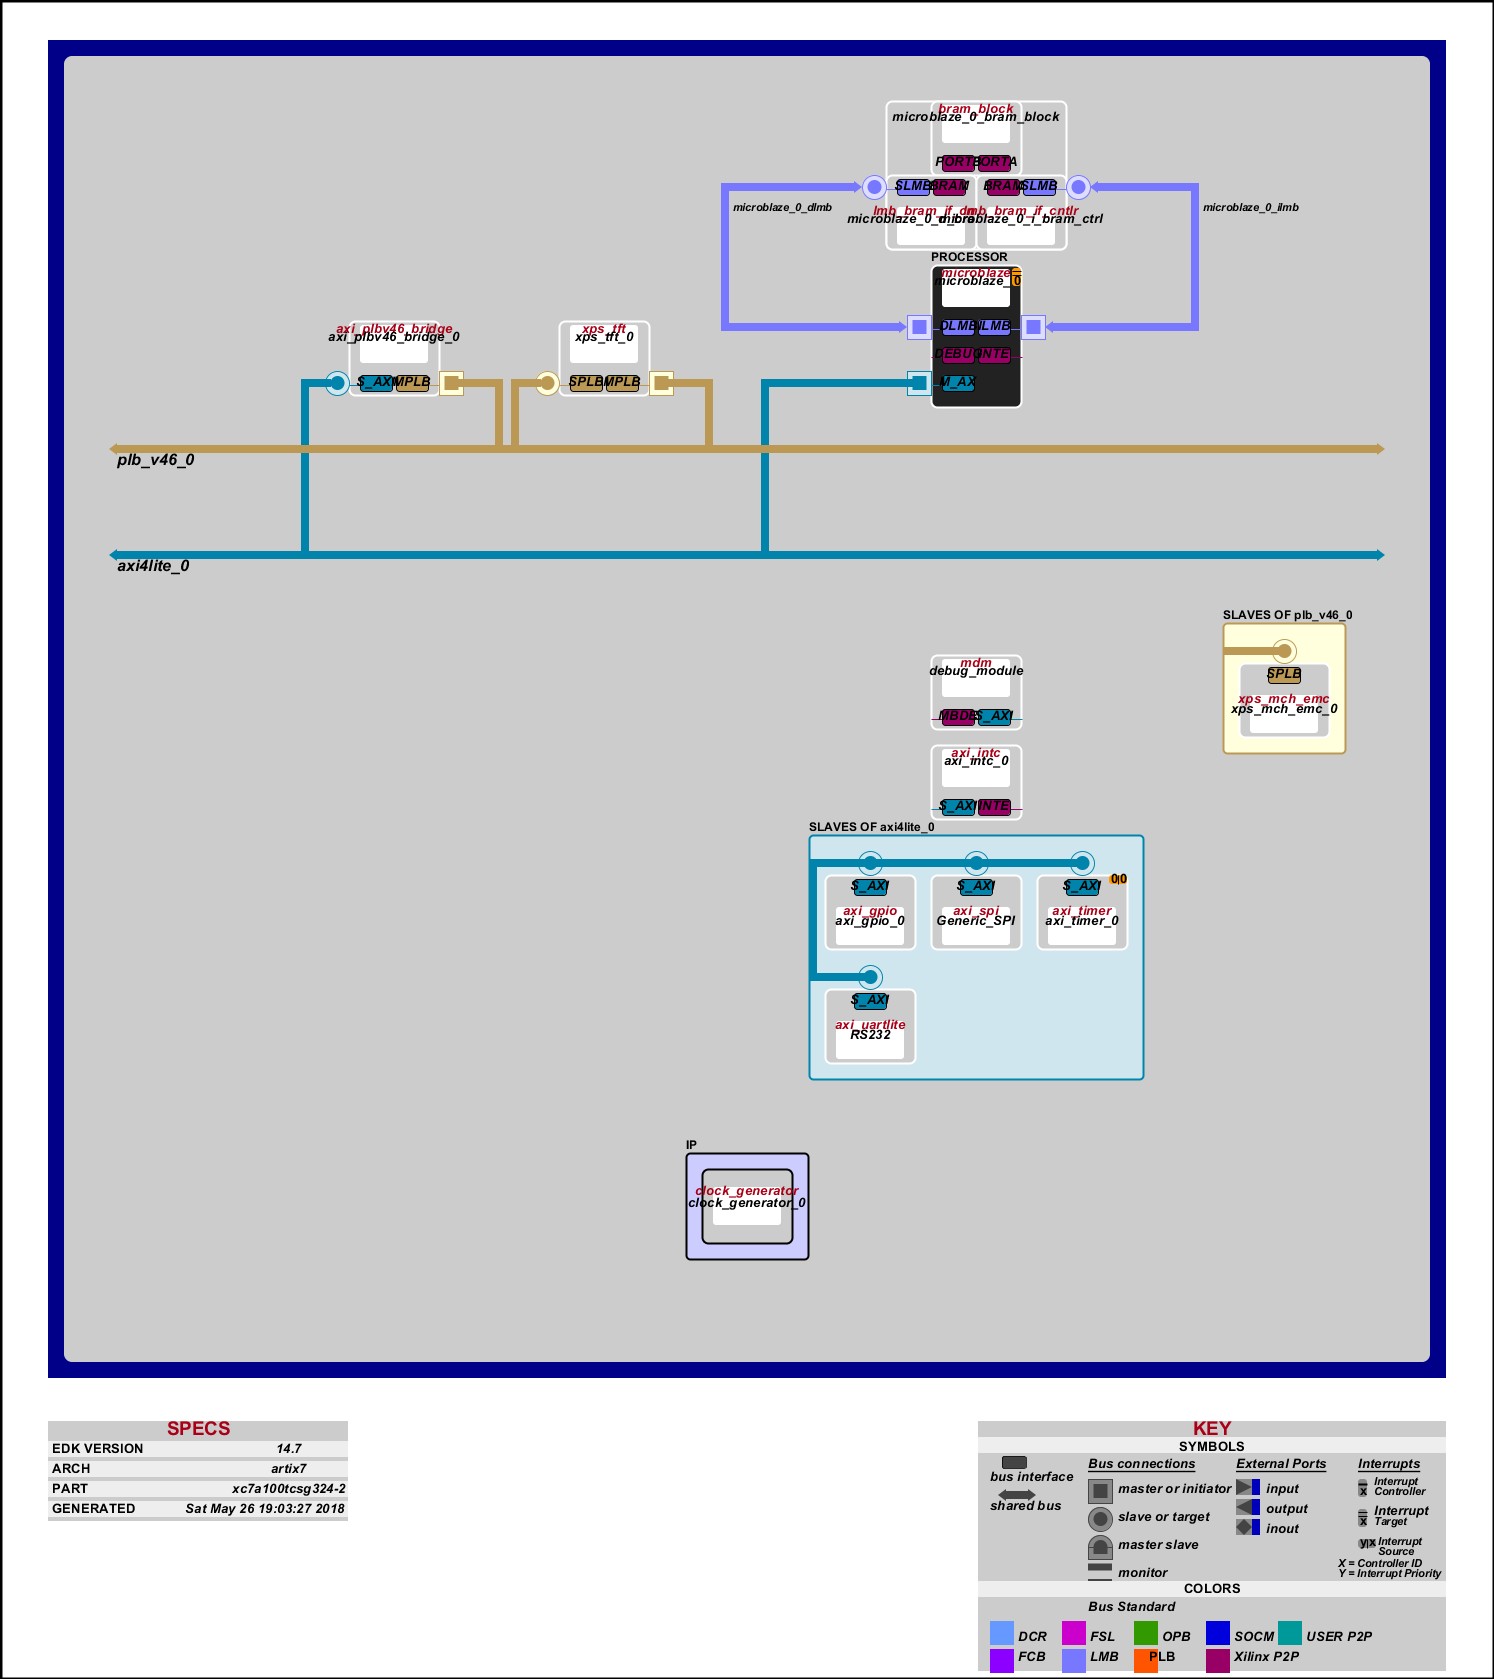 bram_block
microblaze_0_bram_block
PORTA
SLMB BRAM BRAM SLMB
microblaze_0_dlmb
microblaze_0_ilmb
lmb_bram_if_cntlr
microblaze_0_i_bram_ctrl
PROCESSOR
microblaze
microblaze_0
DLMB ILMB
DEBUG INTE
M_AX
axi_plbv46_bridge
axi_plbv46_bridge_0
S_AXI MPLB
xps_tft
xps_tft_0
SPLB MPLB
plb_v46_0
axi4lite_0
SLAVES OF plb_v46_0
SPLB
xps_mch_emc
xps_mch_emc_0
mdm
debug_module
MBDE S_AXI
axi_intc
axi_intc_0
S_AXI INTE
SLAVES OF axi4lite_0
S_AXI S_AXI S_AXI 0|0
axi_gpio axi_spi axi_timer
axi_gpio_0 Generic_SPI axi_timer_0
S_AXI
axi_uartlite
RS232
IP
clock_generator
clock_generator_0
SPECS
EDK VERSION 14.7
ARCH artix7
PART xc7a100tcsg324-2
GENERATED Sat May 26 19:03:27 2018
KEY
SYMBOLS
bus interface
shared bus
Bus connections
master or initiator
slave or target
master slave
monitor
External Ports
input
output
inout
Interrupts
x Interrupt
Controller
x Interrupt
Target
y|x Interrupt
Source
X = Controller ID
Y = Interrupt Priority
COLORS
Bus Standard
DCR FSL OPB SOCM USER P2P
FCB LMB PLB Xilinx P2P